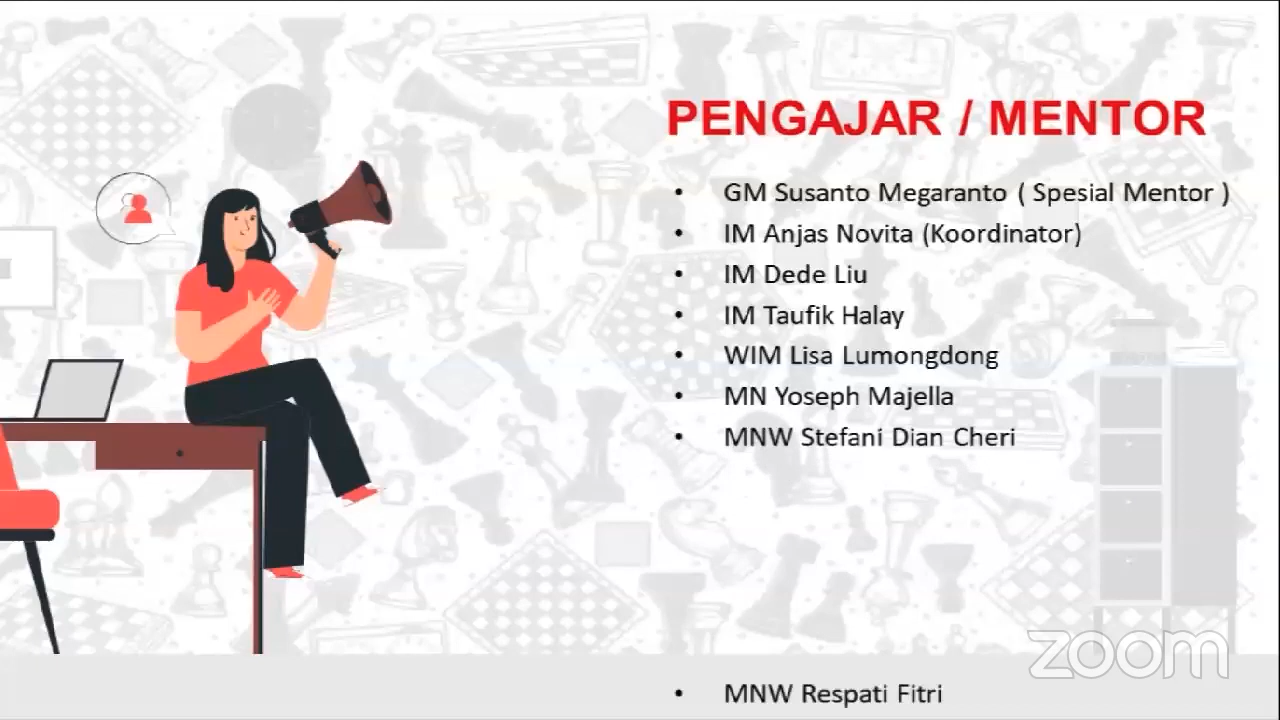 PENGAJAR / MENTOR
• GM Susanto Megaranto ( Spesial Mentor )
• IM Anjas Novita (Koordinator)
• IM Dede Liu
• IM Taufik Halay
• WIM Lisa Lumongdong
• MN Yoseph Majella
• MNW Stefani Dian Cheri
zoom
• MNW Respati Fitri